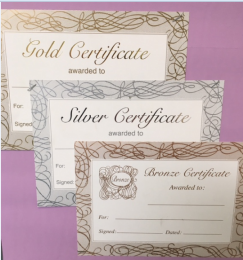 Gold Certificate
awarded to
For:
Signed:
Silver Certificate
awarded to
For:
Signed:
Bronze Certificate
Bronze
Awarded to:
For:
Signed: Dated: